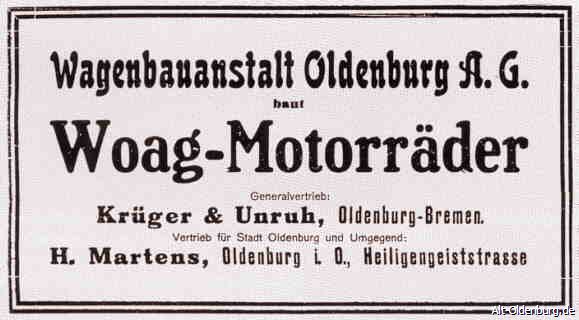 Wagenbauanstalt Oldenburg A. G.
baut
Woag-Motorräder
Generalvertrieb:
Krüger & Unruh, Oldenburg-Bremen.
Vertrieb für Stadt Oldenburg und Umgegend:
H. Martens, Oldenburg i. O., Heiligengeiststrasse
Alt-Oldenburg.de